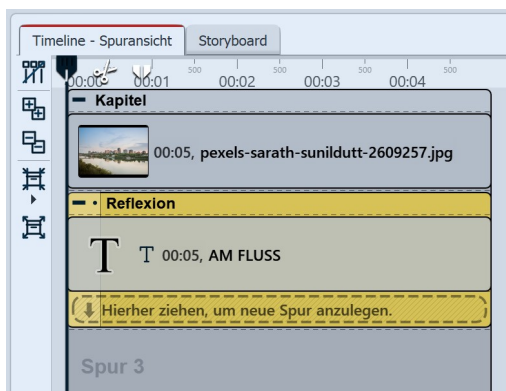 Timeline - Spuransicht Storyboard
500 500 500 500
00:00 00:01 00:02 00:03 00:04
Kapitel
00:05, pexels-sarath-sunildutt-2609257.jpg
Reflexion
T T 00:05, AM FLUSS
Hierher ziehen, um neue Spur anzulegen.
Spur 3